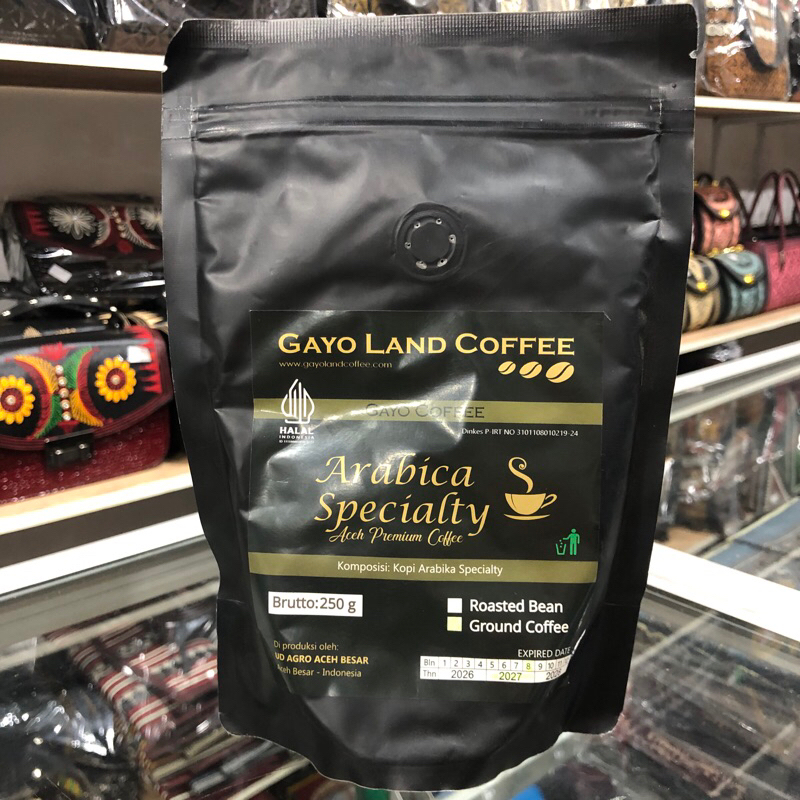 GAYO LAND COFFEE
www.gayolandcoffee.com
GAYO COFFEE
HALAL
INDONESIA
Dinkes P-IRT NO 3101108010219-24
Arabica
Specialty
Aceh Premium Coffee
Komposisi: Kopi Arabika Specialty
Brutto:250 g
Roasted Bean
Ground Coffee
Di produksi oleh:
UD AGRO ACEH BESAR
Aceh Besar - Indonesia
EXPIRED DATE
Bln 1 2 3 4 5 6 7 8 9 10 11
Thn 2026 2027